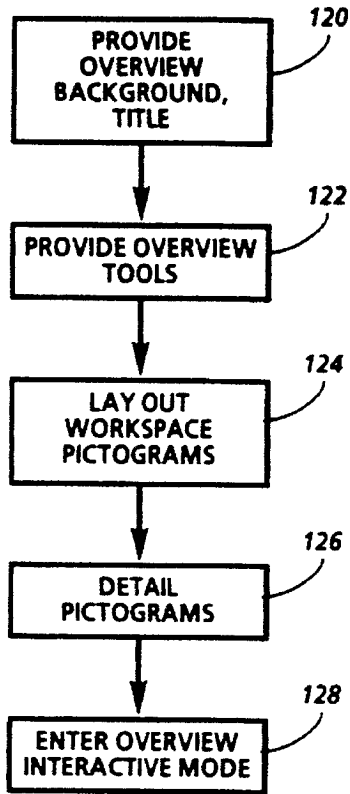 120
PROVIDE
OVERVIEW
BACKGROUND,
TITLE
122
PROVIDE OVERVIEW
TOOLS
124
LAY OUT
WORKSPACE
PICTOGRAMS
126
DETAIL
PICTOGRAMS
128
ENTER OVERVIEW
INTERACTIVE MODE